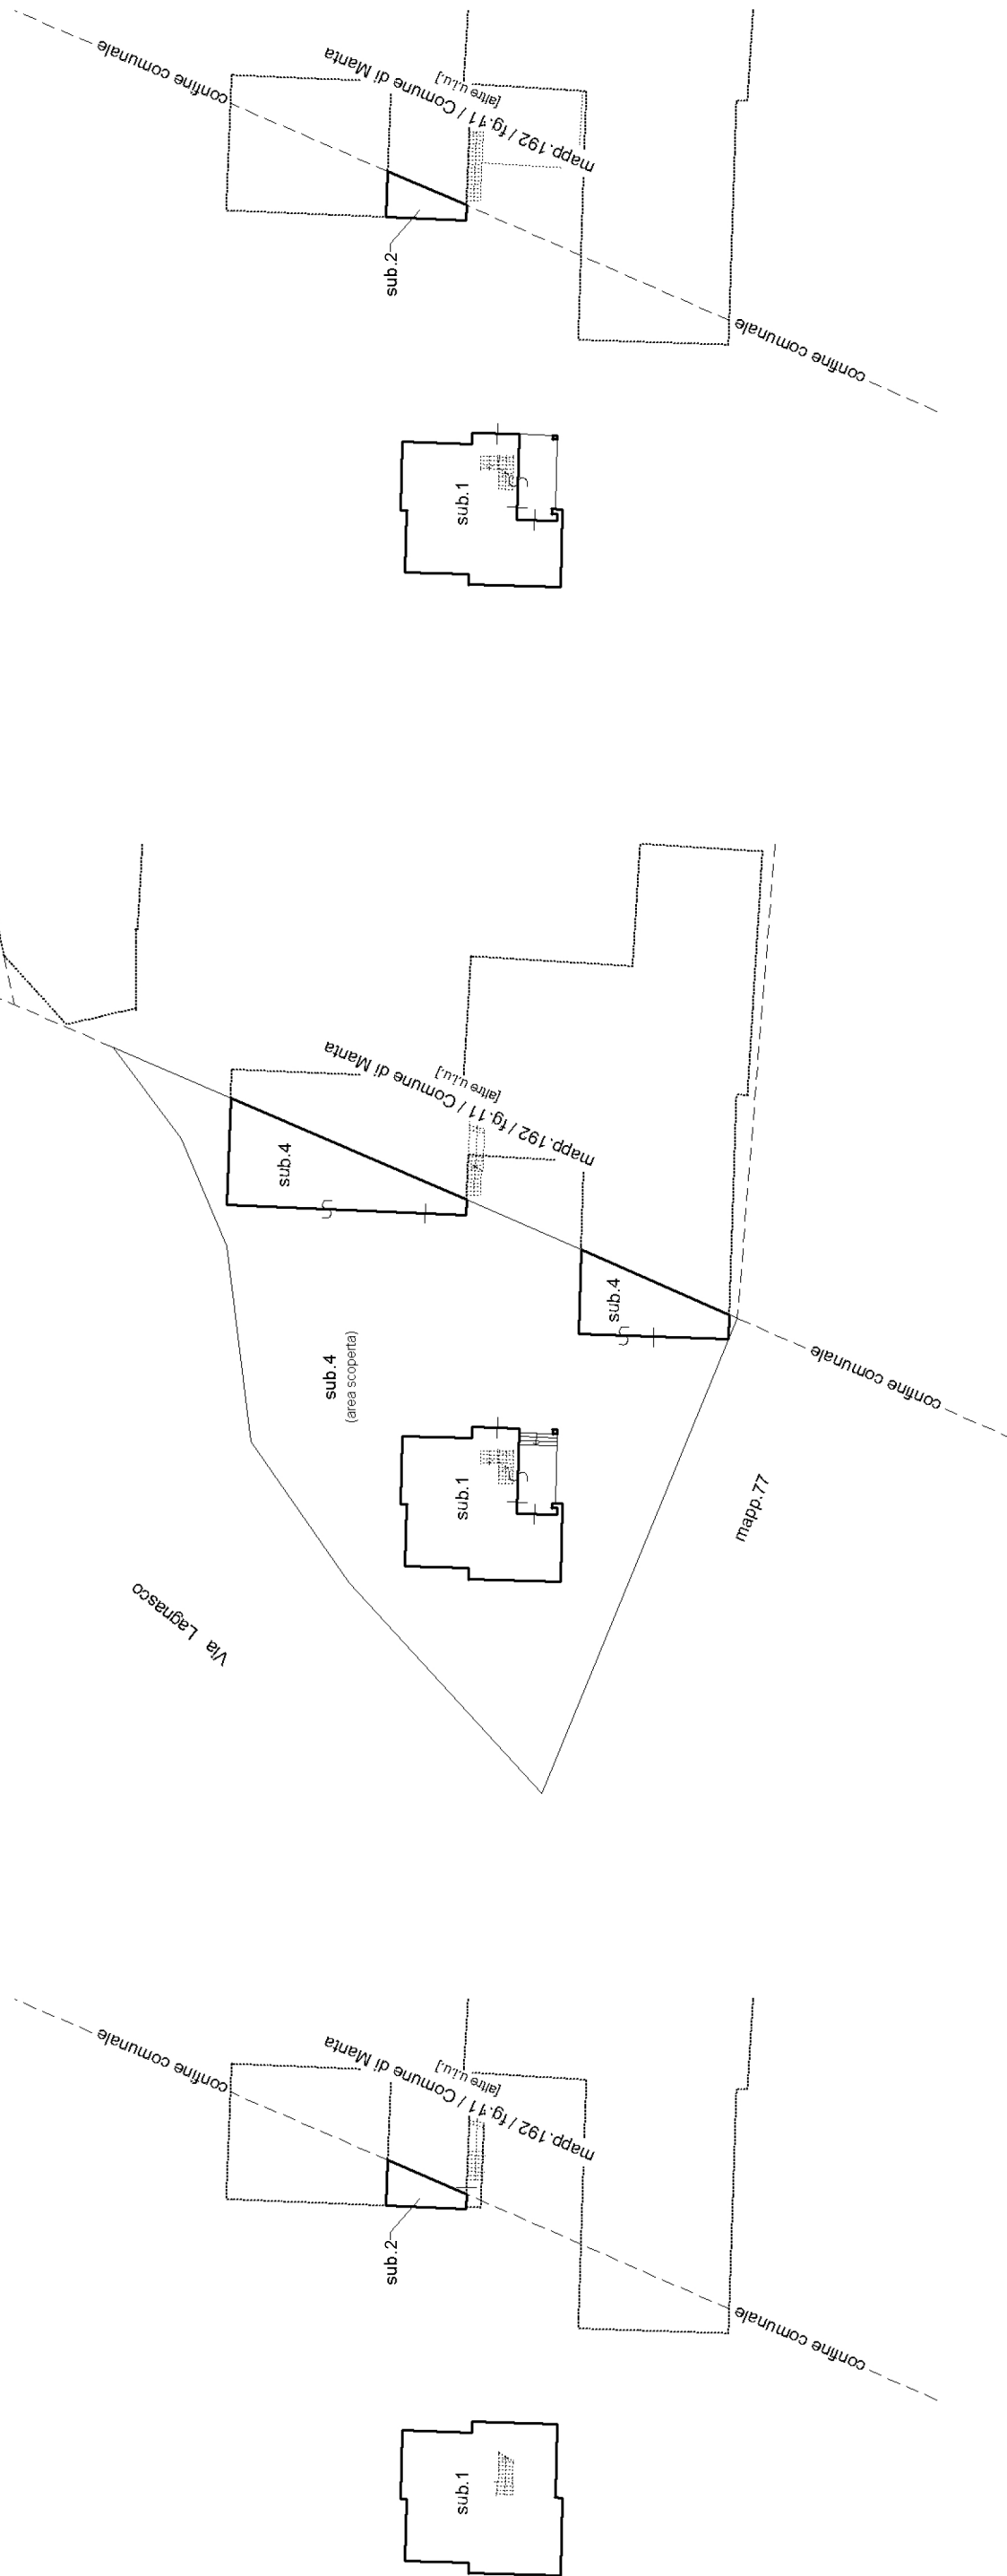 confine comunale
mapp.192 / fg.11 / Comune di Manta
[altre u.i.u.]
sub.2
confine comunale
sub.1
mapp.192 / fg.11 / Comune di Manta
[altre u.i.u.]
sub.4
sub.4
sub.4
(area scoperta)
confine comunale
sub.1
mapp.77
Via Lagnasco
confine comunale
mapp.192 / fg.11 / Comune di Manta
[altre u.i.u.]
sub.2
confine comunale
sub.1